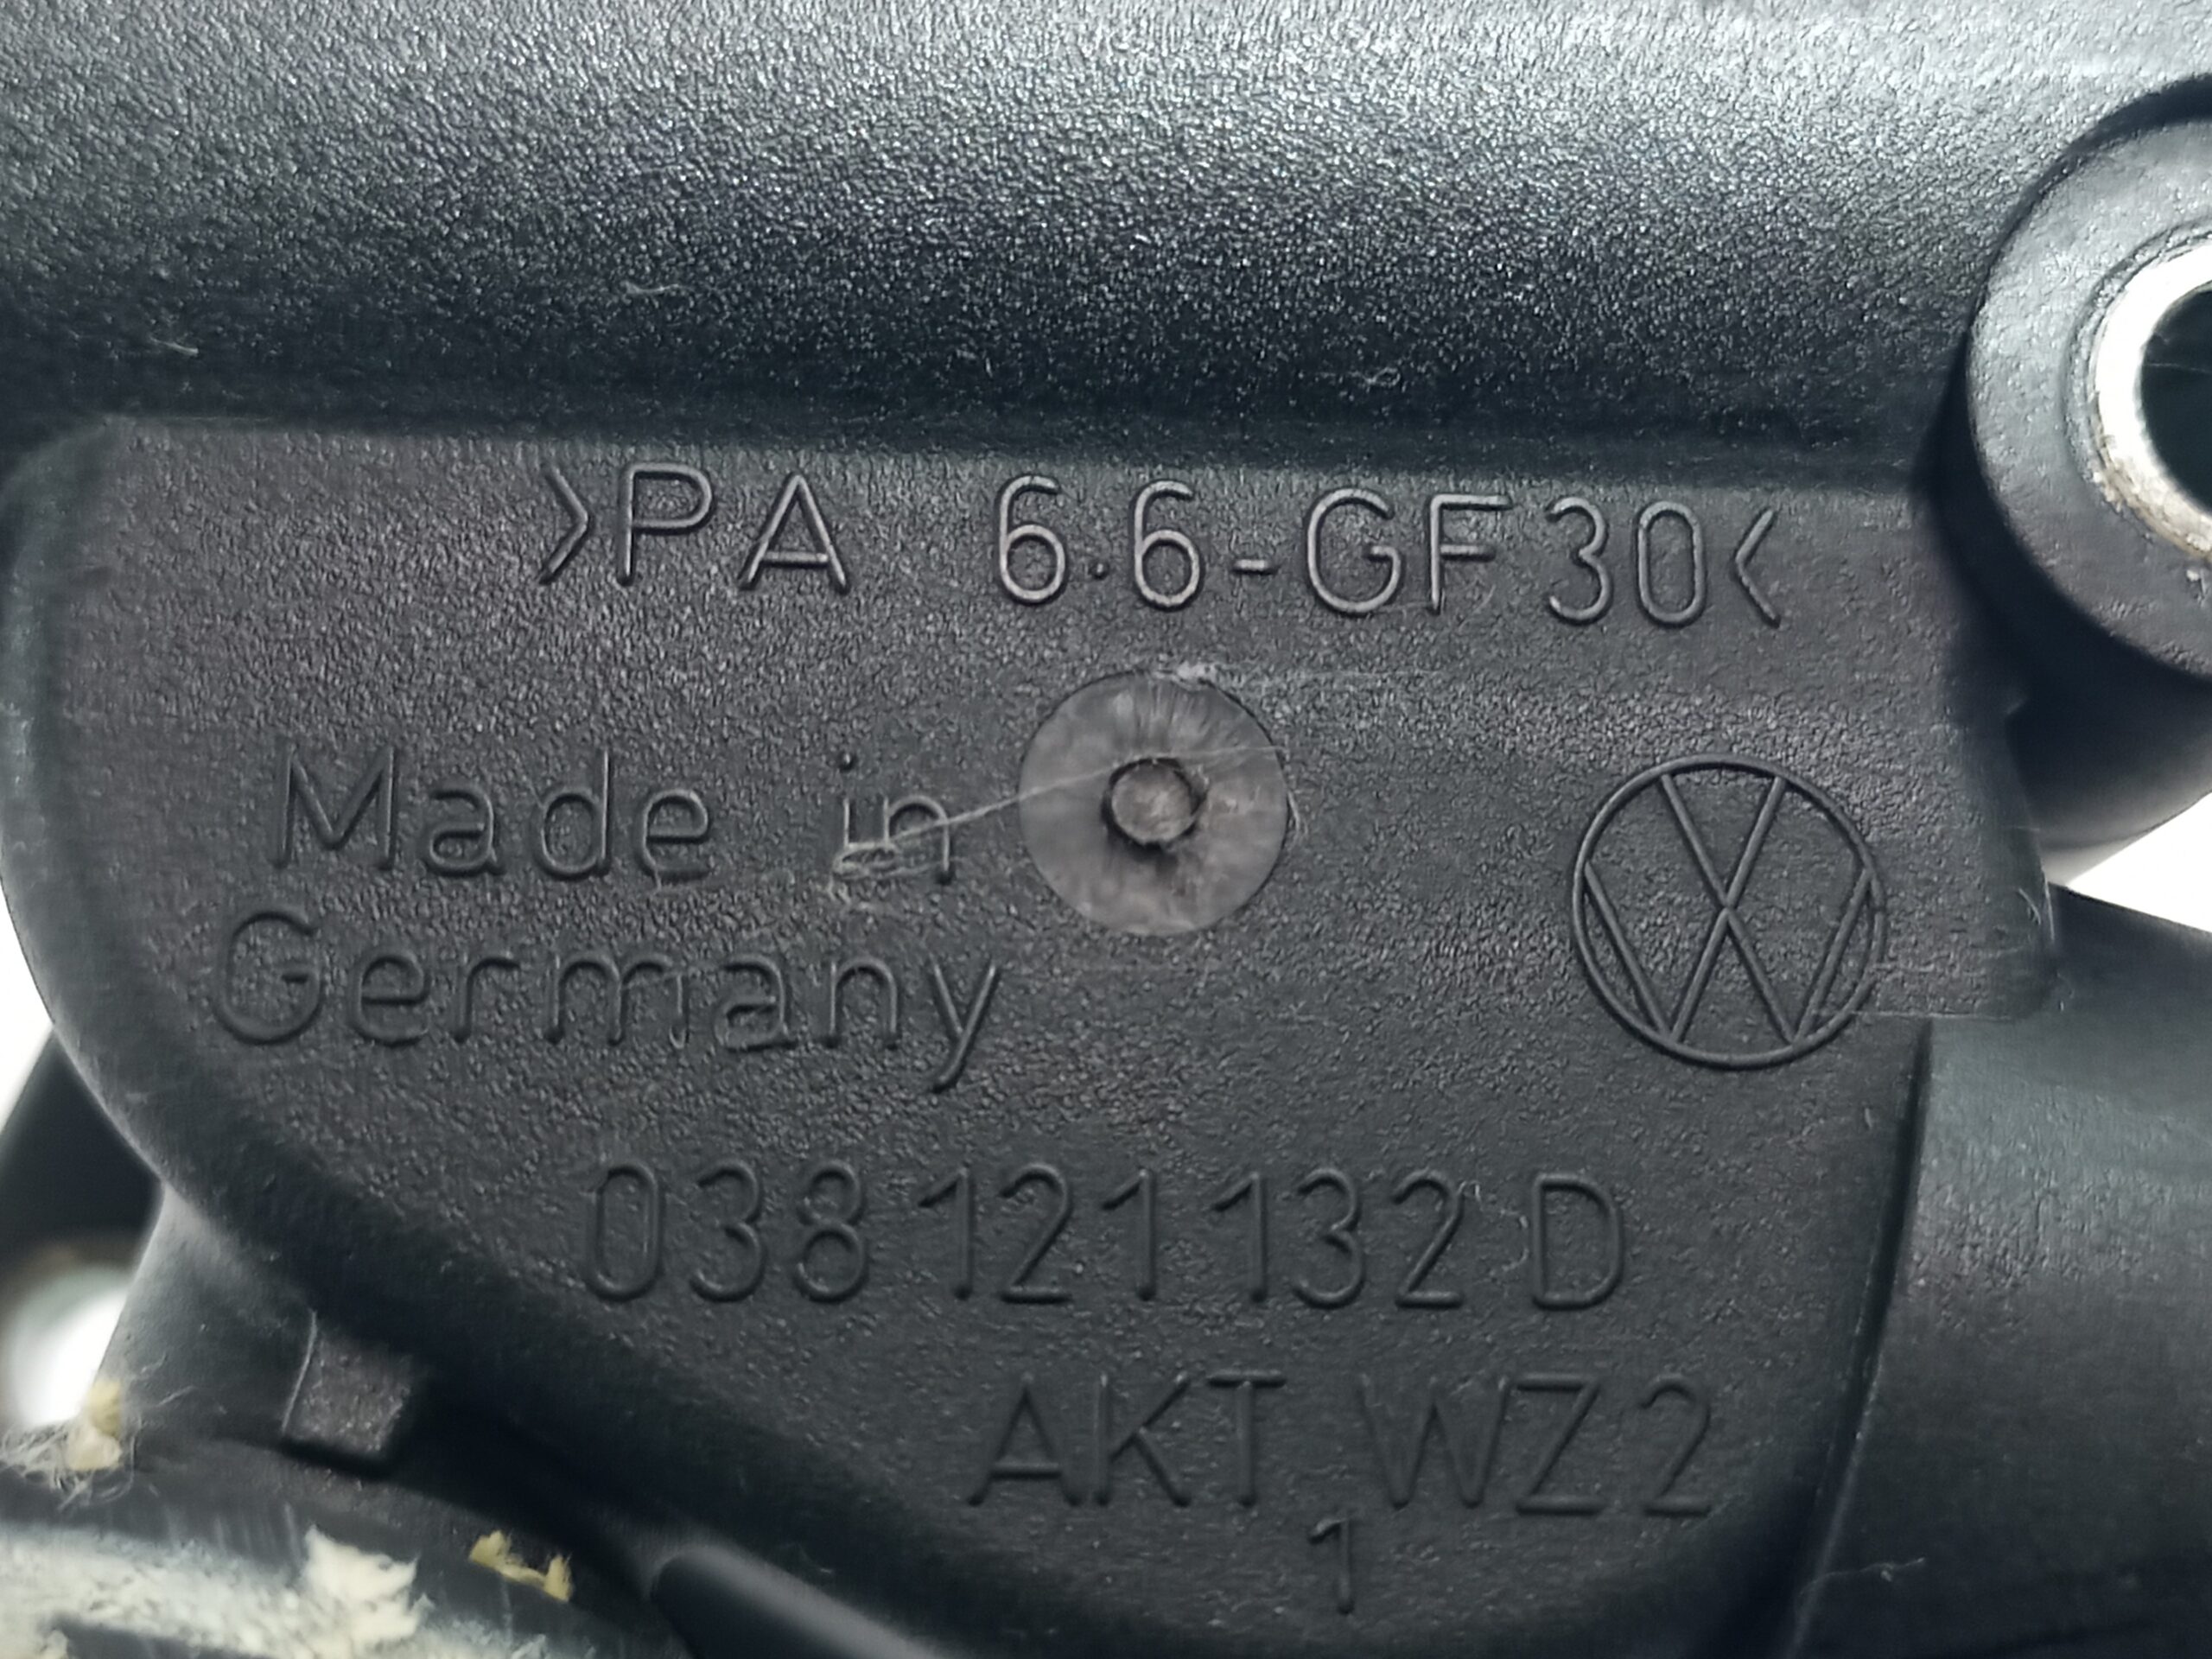 >PA 6.6-GF30<
Made in
Germany
038 121 132 D
AKT WZ2
1